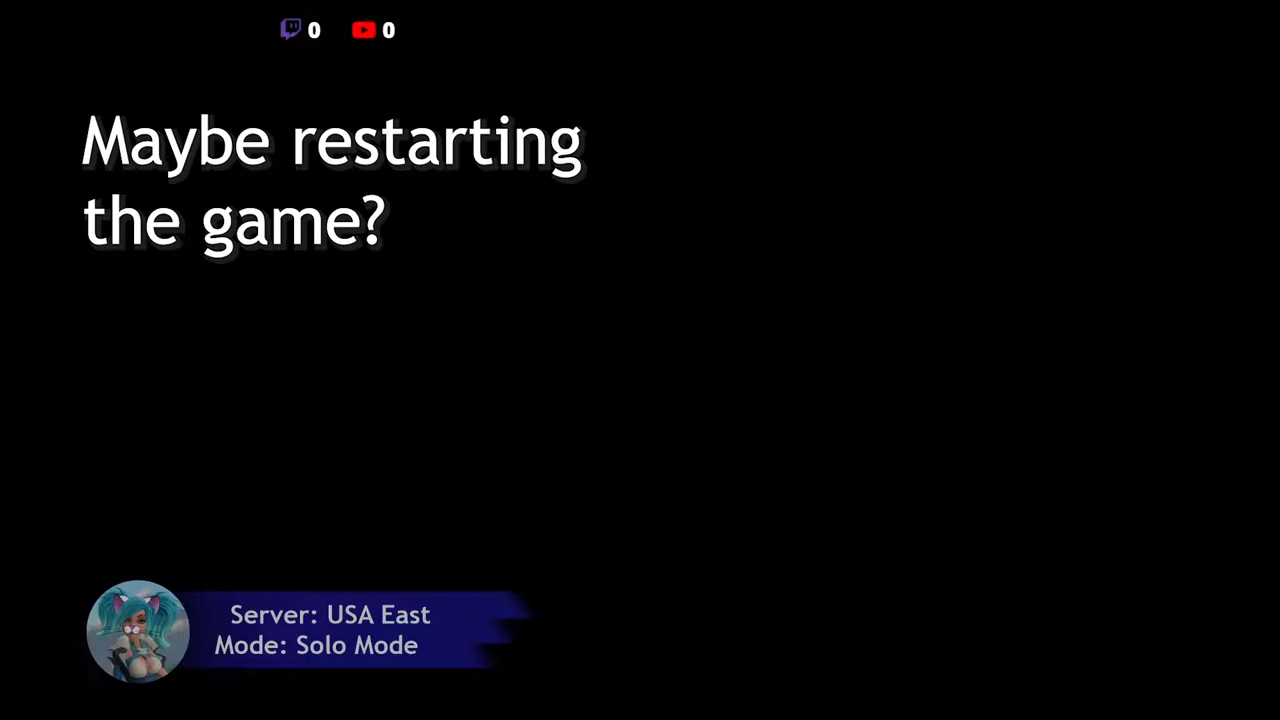 0 0
Maybe restarting
the game?
Server: USA East
Mode: Solo Mode